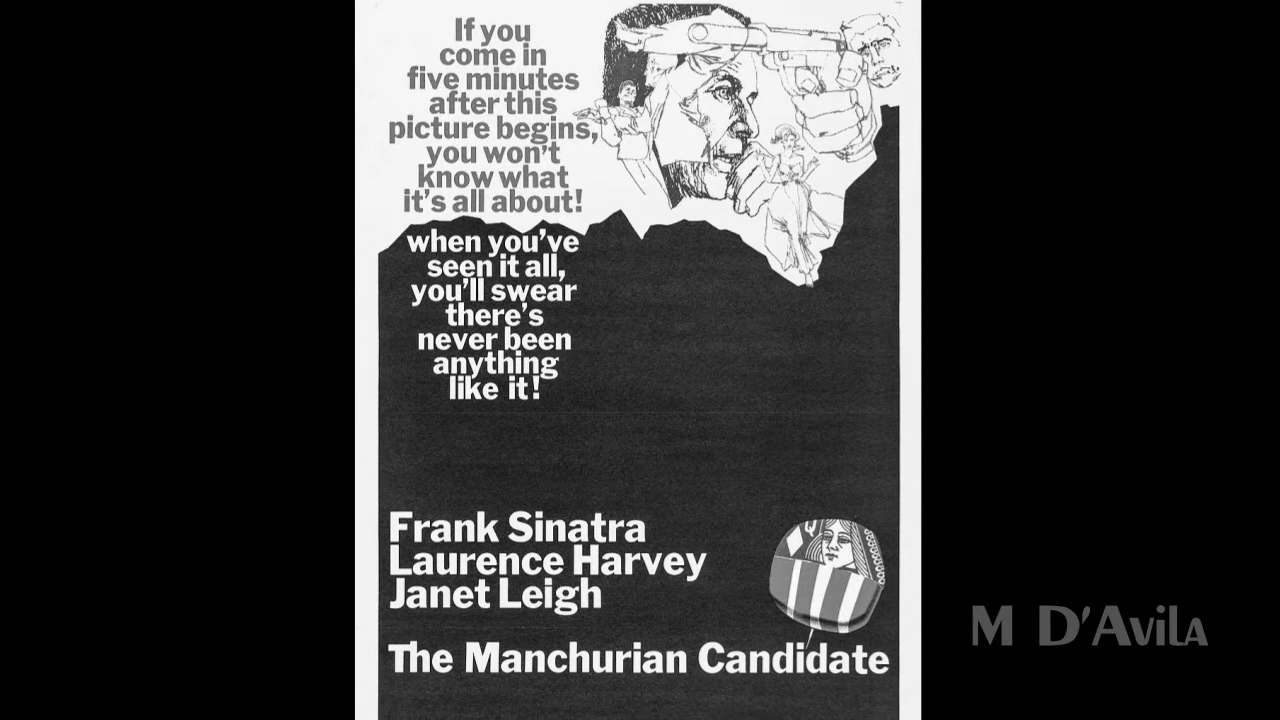 If you
come in
five minutes
after this
picture begins,
you won't
know what
it's all about!
when you've
seen it all,
you'll swear
there's
never been
anything
like it!
Frank Sinatra
Laurence Harvey
Janet Leigh
Q
The Manchurian Candidate
M D'AvilA